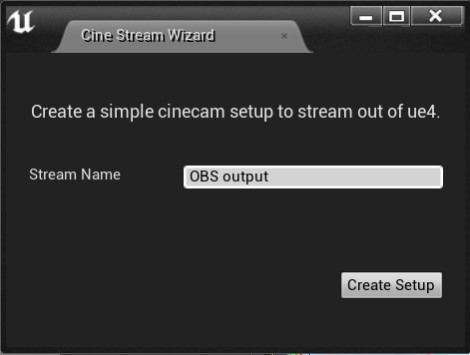 Cine Stream Wizard
Create a simple cinecam setup to stream out of ue4.
Stream Name
OBS output
Create Setup